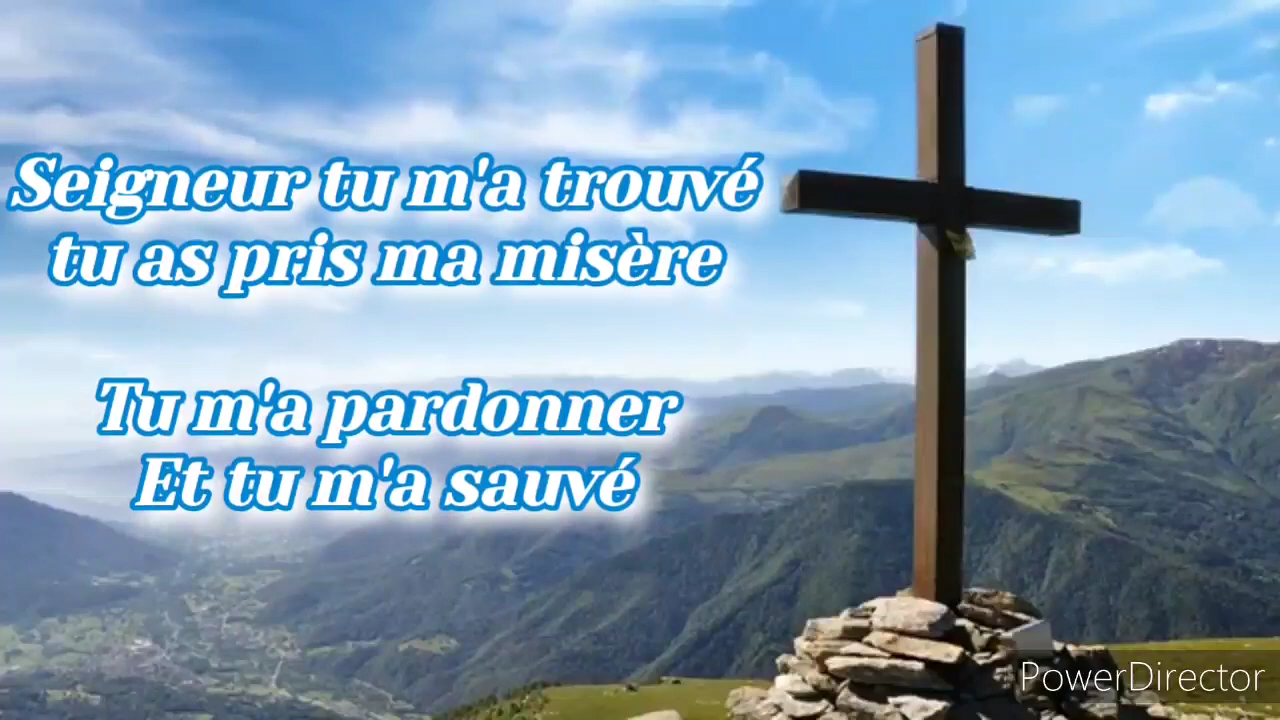 Seigneur tu m'a trouvé
tu as pris ma misère
Tu m'a pardonner
Et tu m'a sauvé
PowerDirector